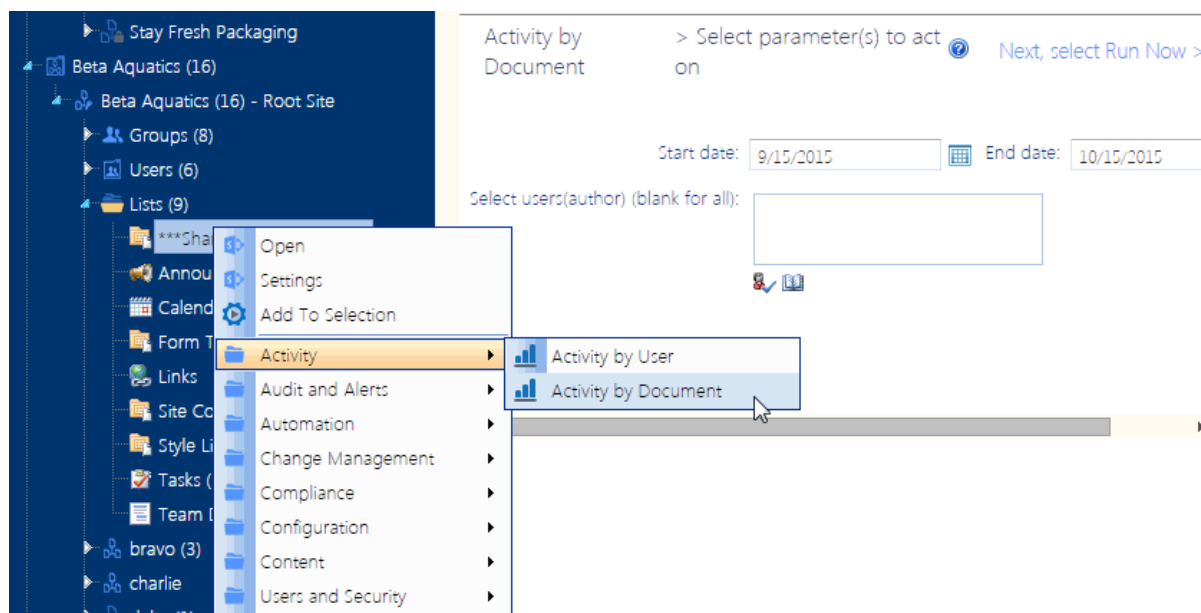 Stay Fresh Packaging
Beta Aquatics (16)
Beta Aquatics (16) - Root Site
Groups (8)
Users (6)
Lists (9)
***Sha
Annou
Calend
Form T
Links
Site Co
Style Li
Tasks (
Team D
bravo (3)
charlie
Open
Settings
Add To Selection
Activity
Audit and Alerts
Automation
Change Management
Compliance
Configuration
Content
Users and Security
Activity by User
Activity by Document
Activity by
Document
> Select parameter(s) to act
on
Next, select Run Now >
Start date: 9/15/2015 End date: 10/15/2015
Select users(author) (blank for all):